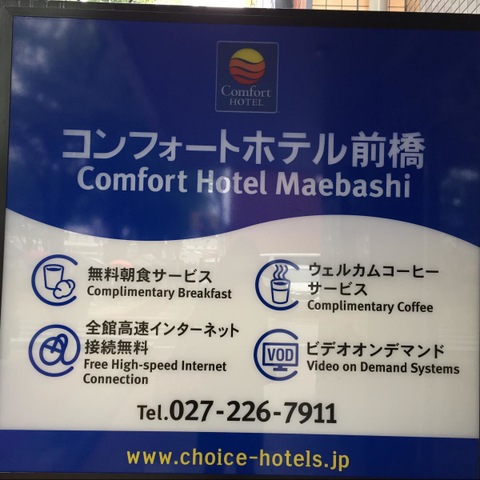 Comfort
HOTEL
コンフォートホテル前橋
Comfort Hotel Maebashi
無料朝食サービス
Complimentary Breakfast
ウェルカムコーヒー
サービス
Complimentary Coffee
全館高速インターネット
接続無料
Free High-speed Internet
Connection
VOD
ビデオオンデマンド
Video on Demand Systems
Tel.027-226-7911
www.choice-hotels.jp